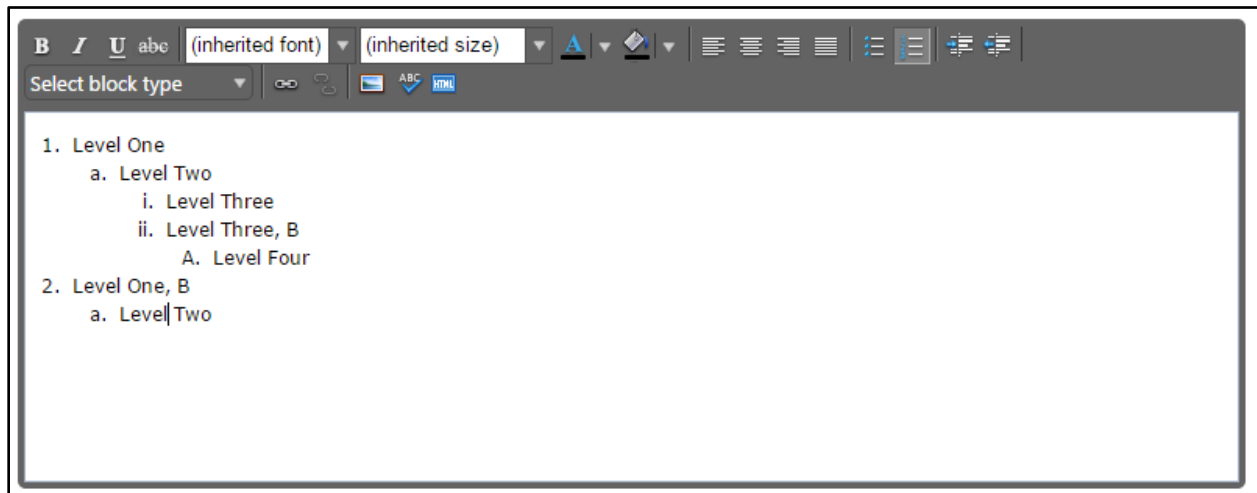 B I U abc (inherited font) (inherited size) A
Select block type ABC HTML
1. Level One
a. Level Two
i. Level Three
ii. Level Three, B
A. Level Four
2. Level One, B
a. Level Two